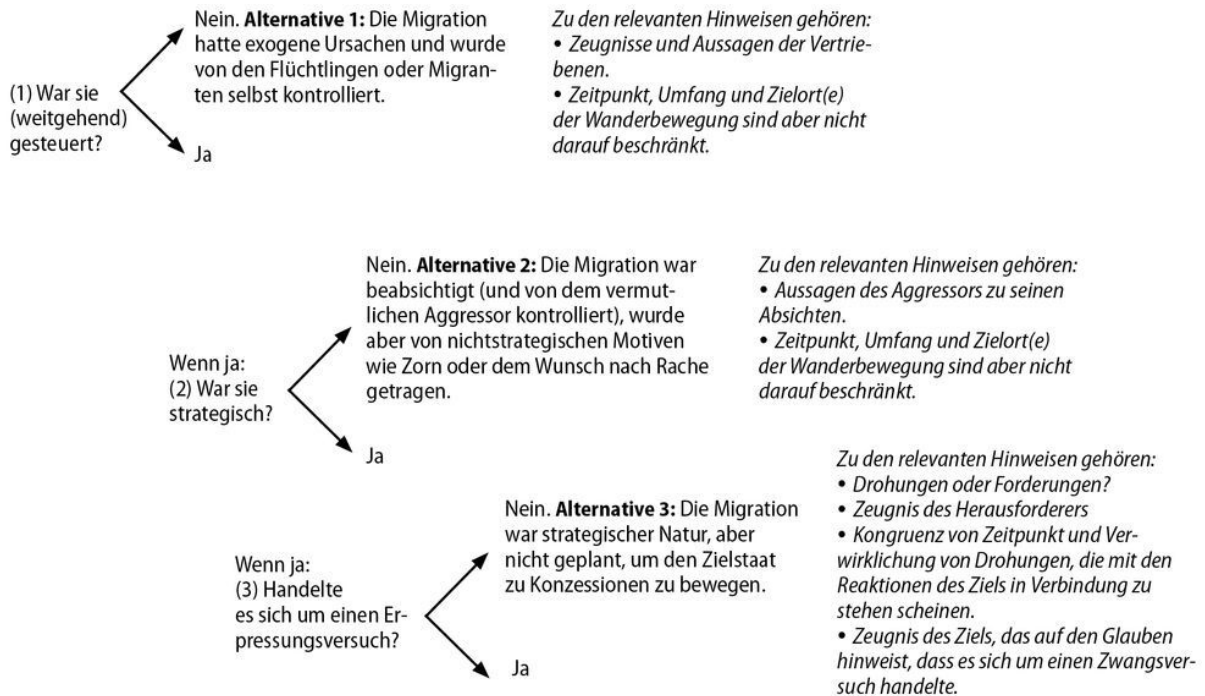 (1) War sie
(weitgehend)
gesteuert?
Nein. Alternative 1: Die Migration
hatte exogene Ursachen und wurde
von den Flüchtlingen oder Migran-
ten selbst kontrolliert.
Ja
Zu den relevanten Hinweisen gehören:
• Zeugnisse und Aussagen der Vertrie-
benen.
• Zeitpunkt, Umfang und Zielort(e)
der Wanderbewegung sind aber nicht
darauf beschränkt.
Wenn ja:
(2) War sie
strategisch?
Nein. Alternative 2: Die Migration war
beabsichtigt (und von dem vermut-
lichen Aggressor kontrolliert), wurde
aber von nichtstrategischen Motiven
wie Zorn oder dem Wunsch nach Rache
getragen.
Ja
Zu den relevanten Hinweisen gehören:
• Aussagen des Aggressors zu seinen
Absichten.
• Zeitpunkt, Umfang und Zielort(e)
der Wanderbewegung sind aber nicht
darauf beschränkt.
Wenn ja:
(3) Handelte
es sich um einen Er-
pressungsversuch?
Nein. Alternative 3: Die Migration
war strategischer Natur, aber
nicht geplant, um den Zielstaat
zu Konzessionen zu bewegen.
Ja
Zu den relevanten Hinweisen gehören:
• Drohungen oder Forderungen?
• Zeugnis des Herausforderers
• Kongruenz von Zeitpunkt und Ver-
wirklichung von Drohungen, die mit den
Reaktionen des Ziels in Verbindung zu
stehen scheinen.
• Zeugnis des Ziels, das auf den Glauben
hinweist, dass es sich um einen Zwangsver-
such handelte.